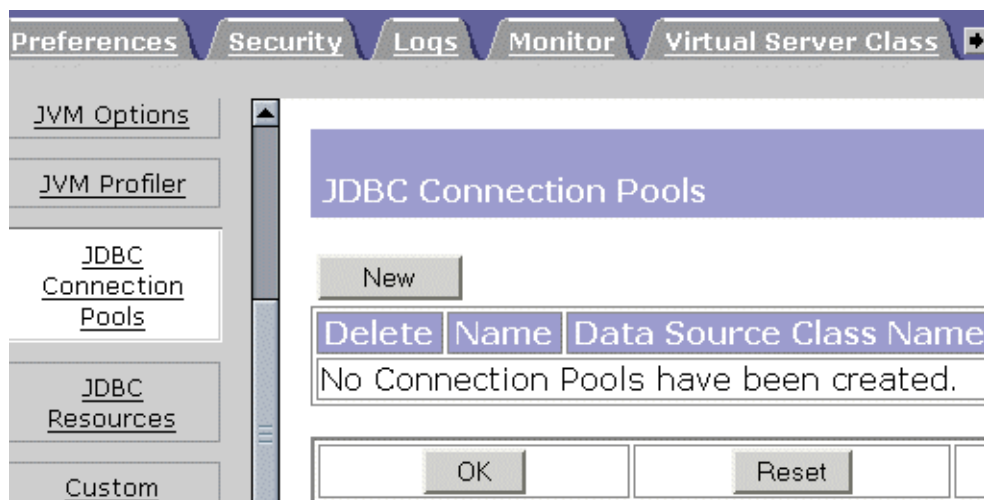 Preferences Security Logs Monitor Virtual Server Class
JVM Options
JVM Profiler
JDBC
Connection
Pools
JDBC
Resources
Custom
JDBC Connection Pools
New
Delete Name Data Source Class Name
No Connection Pools have been created.
OK Reset